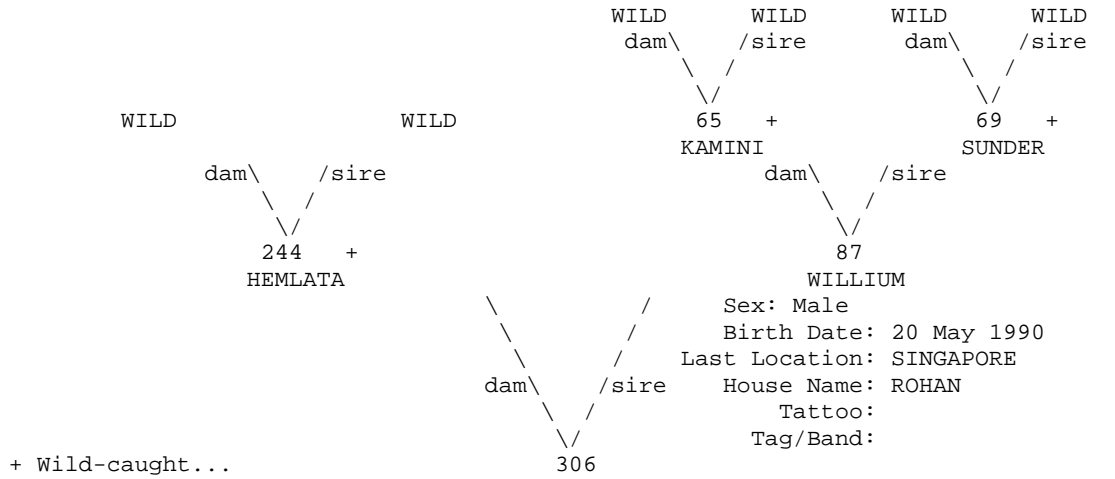 WILD WILD WILD WILD
dam\ /sire dam\ /sire
\ / \ /
\/ \/
WILD WILD 65 + 69 +
KAMINI SUNDER
dam\ /sire dam\ /sire
\ / \ /
\/ \/
244 + 87
HEMLATA WILLIUM
\ / Sex: Male
\ / Birth Date: 20 May 1990
\ / Last Location: SINGAPORE
dam\ /sire House Name: ROHAN
\ / Tattoo:
\/ Tag/Band:
+ Wild-caught... 306